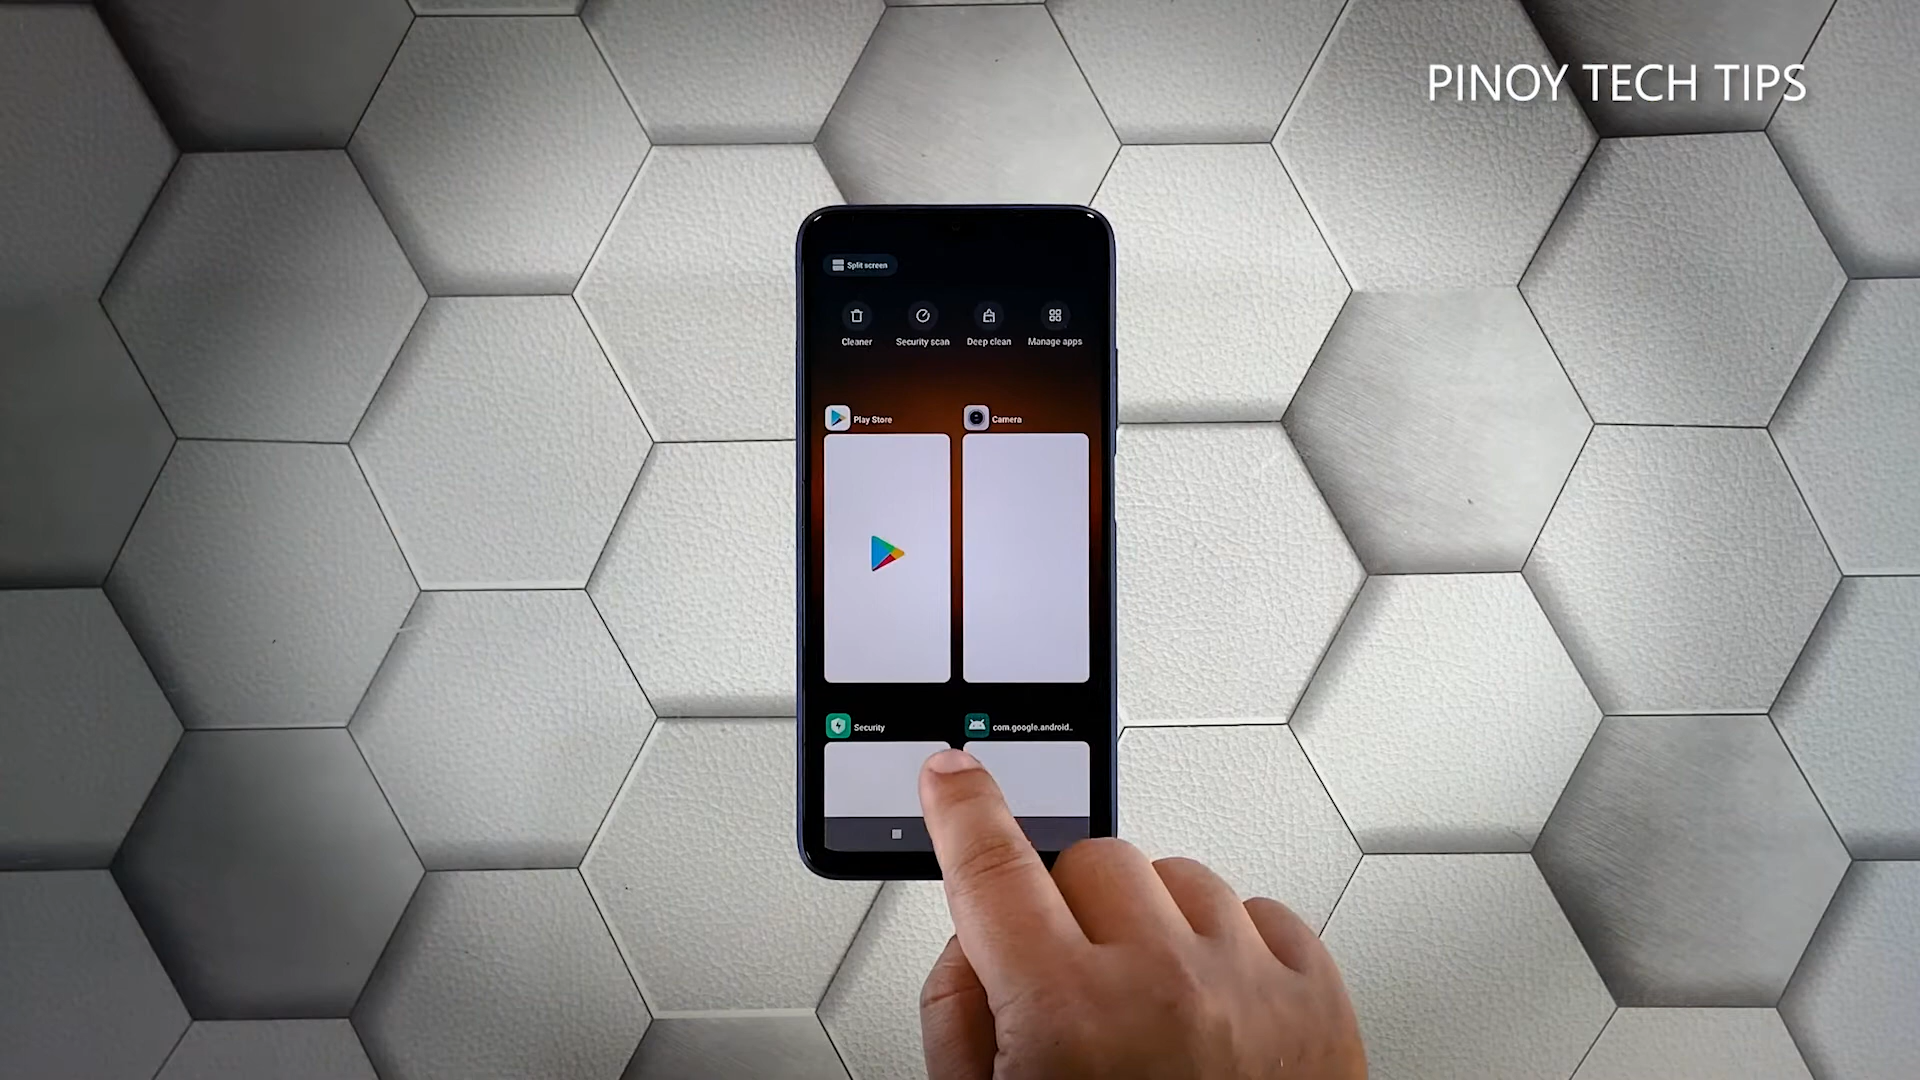 PINOY TECH TIPS
Split screen
Cleaner
Security scan
Deep clean
Manage apps
Play Store
Camera
Security
com.google.android..